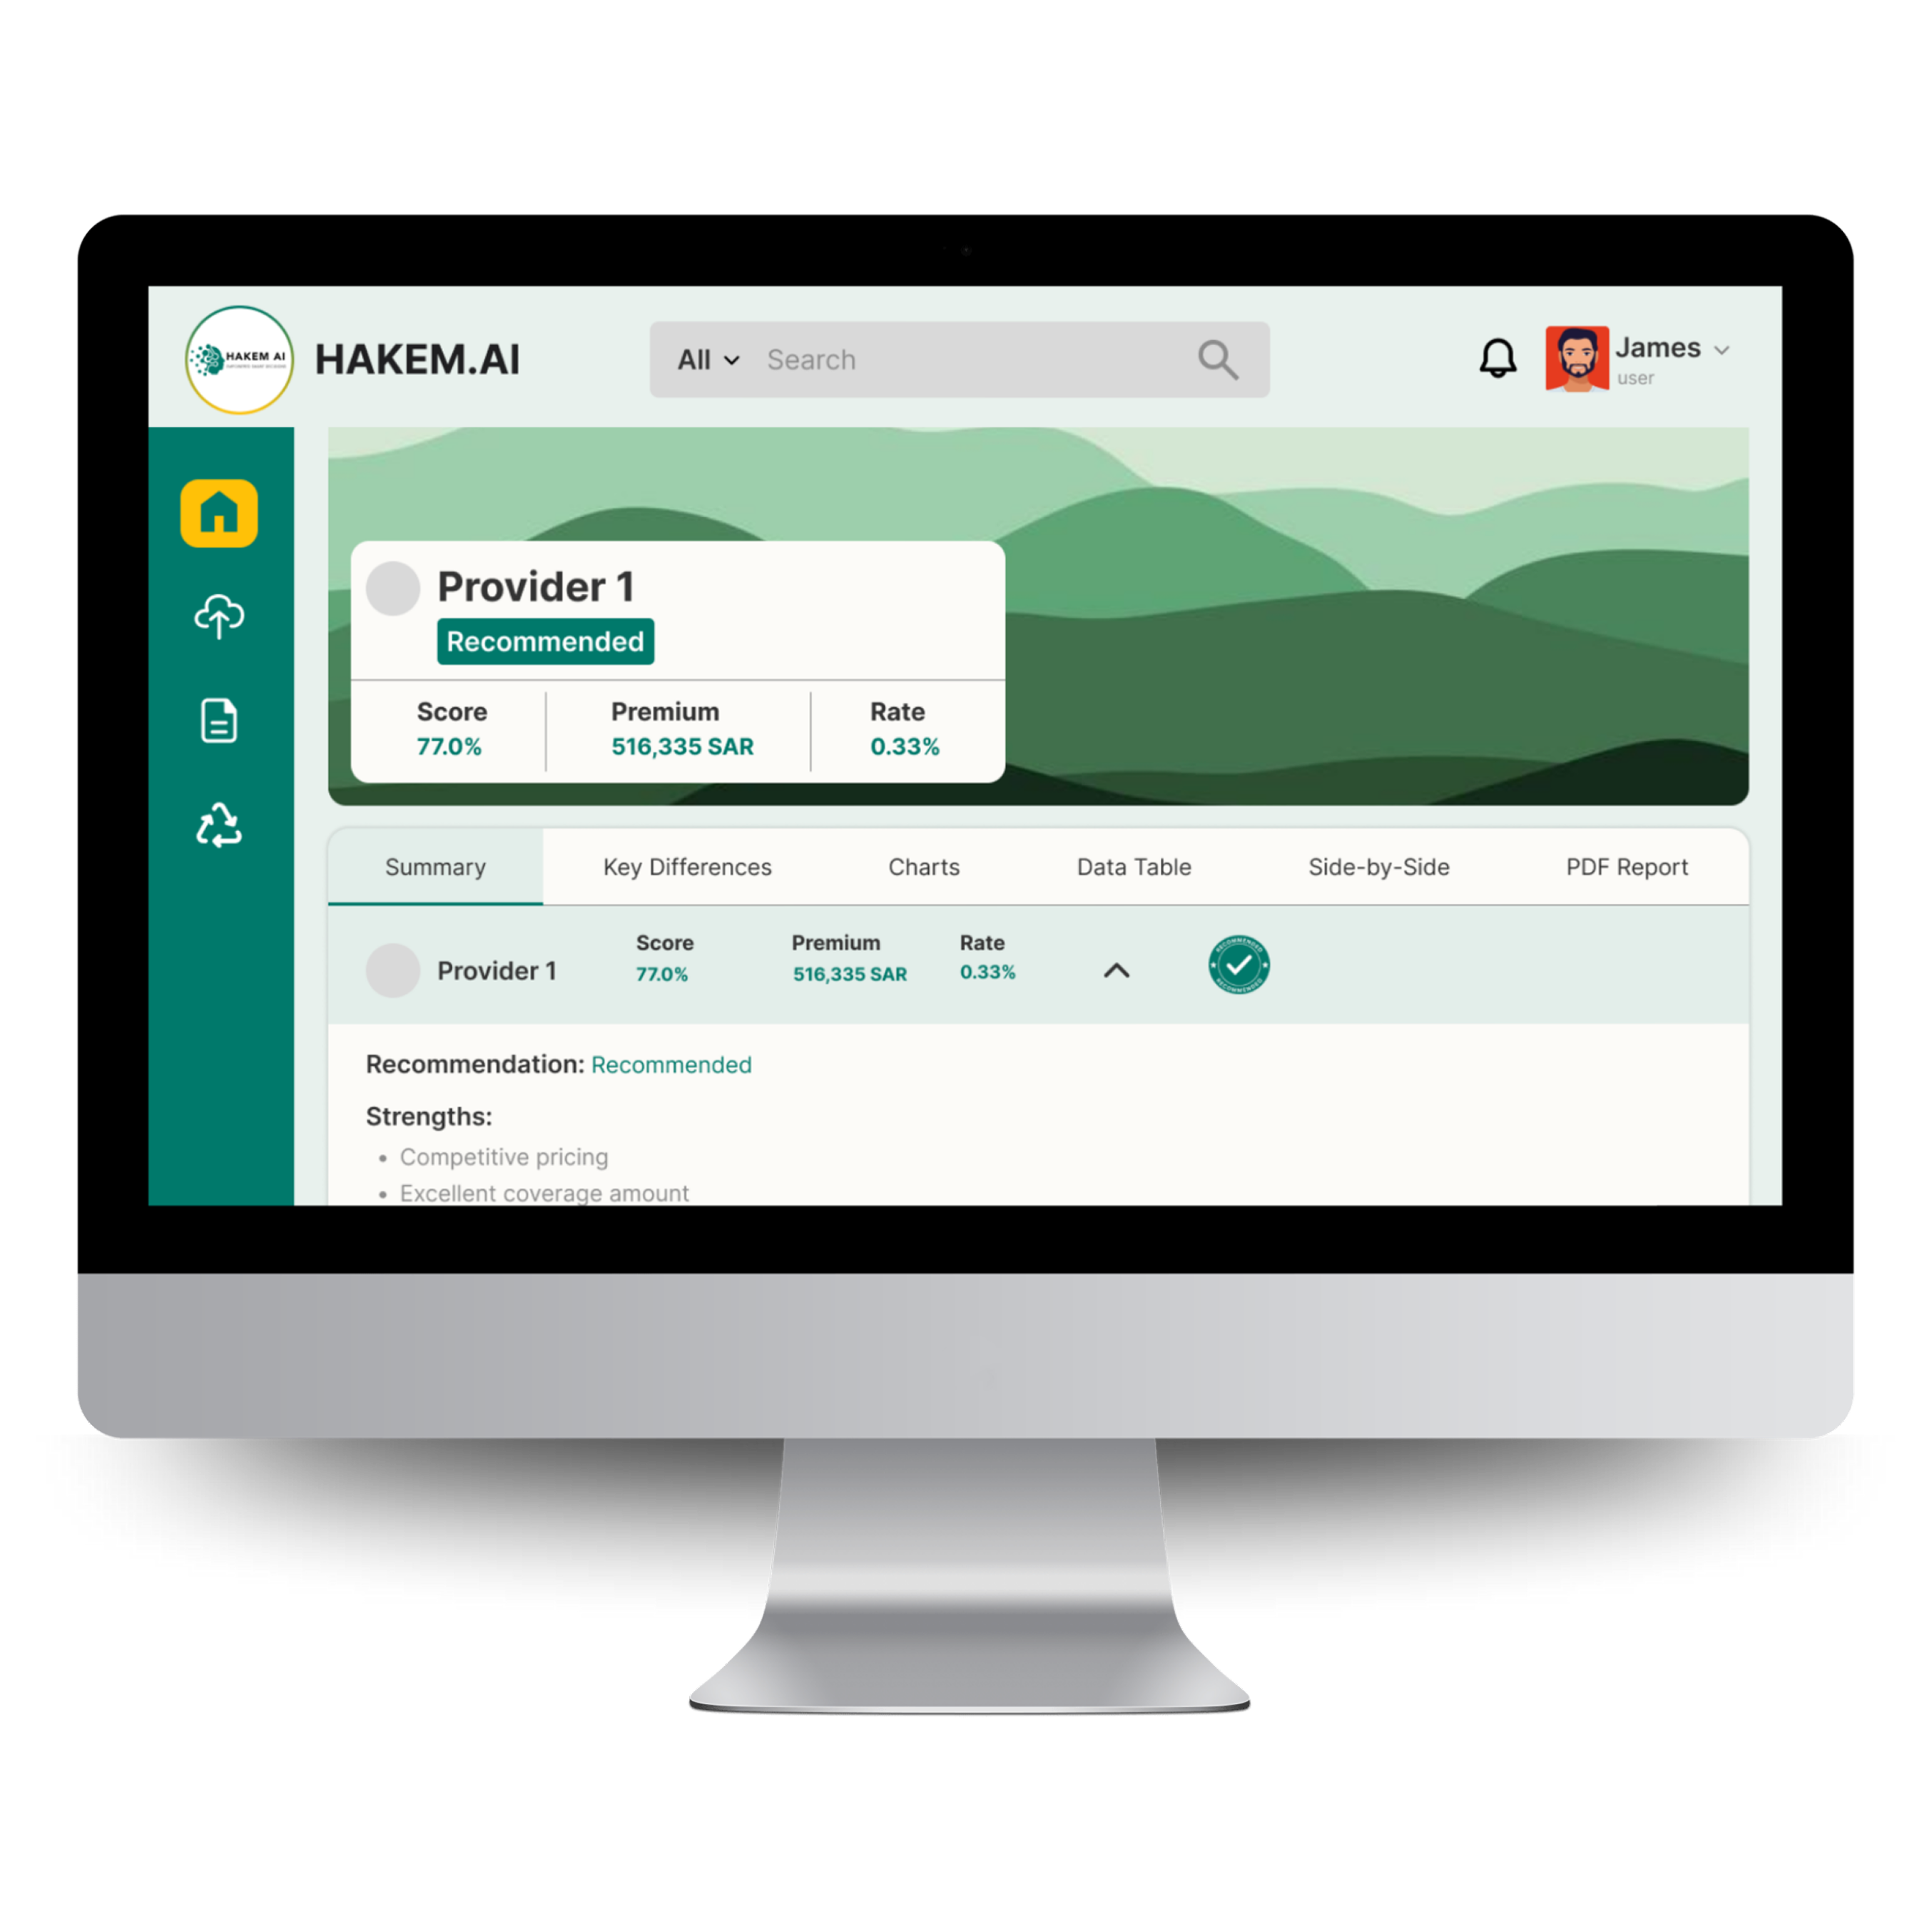 HAKEM AI
HAKEM.AI
All Search
James
user
Provider 1
Recommended
Score Premium Rate
77.0% 516,335 SAR 0.33%
Summary Key Differences Charts Data Table Side-by-Side PDF Report
Provider 1
Score Premium Rate
77.0% 516,335 SAR 0.33%
RECOMMENDED
RECOMMENDED
Recommendation: Recommended
Strengths:
• Competitive pricing
• Excellent coverage amount